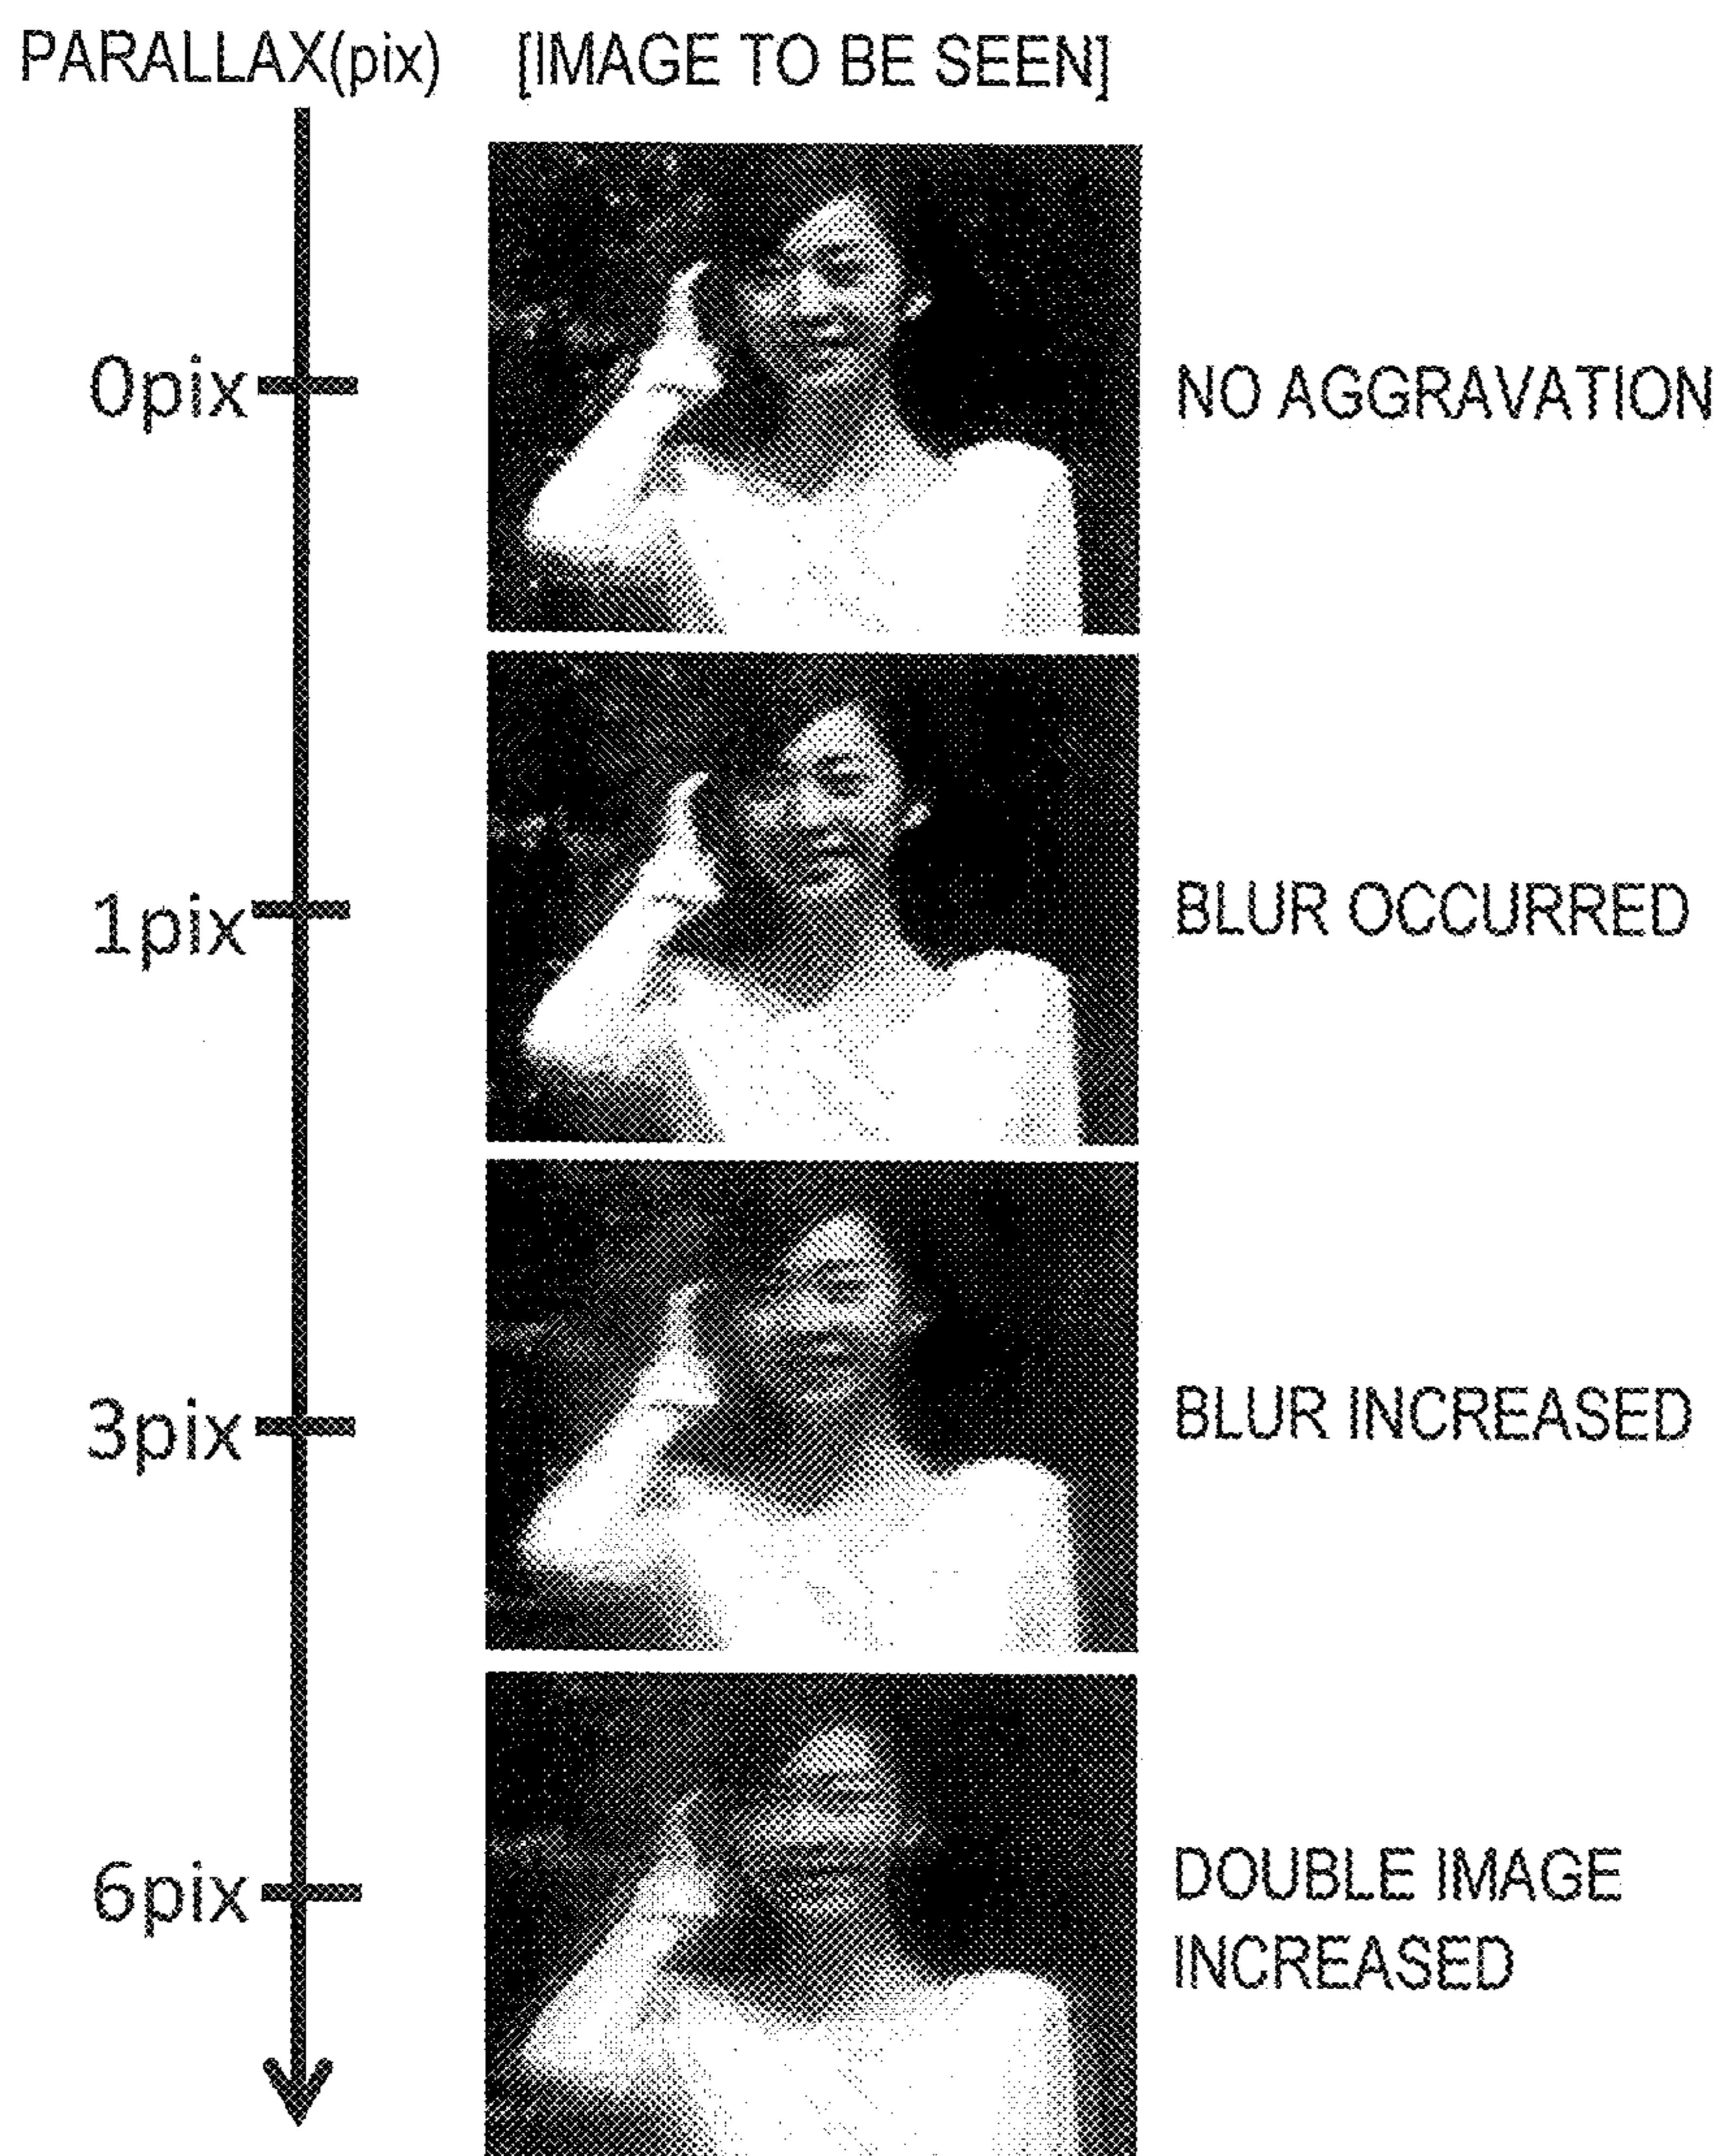 PARALLAX(pix) [IMAGE TO BE SEEN]
0pix NO AGGRAVATION
1pix BLUR OCCURRED
3pix BLUR INCREASED
6pix DOUBLE IMAGE
INCREASED